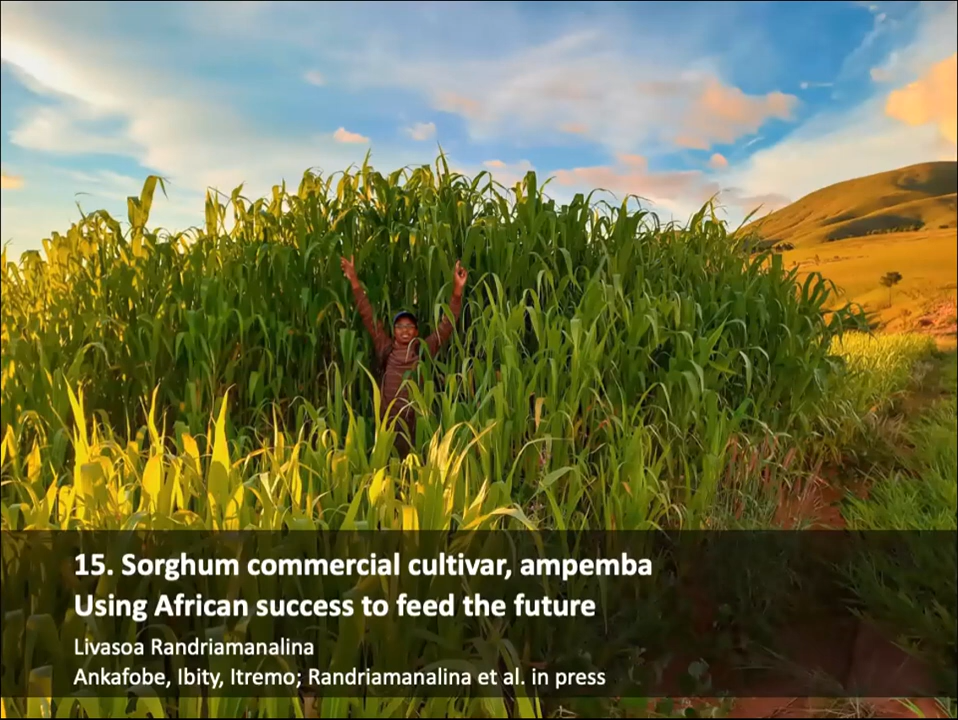 15. Sorghum commercial cultivar, ampemba
Using African success to feed the future
Livasoa Randriamanalina
Ankafobe, Ibity, Itremo; Randriamanalina et al. in press